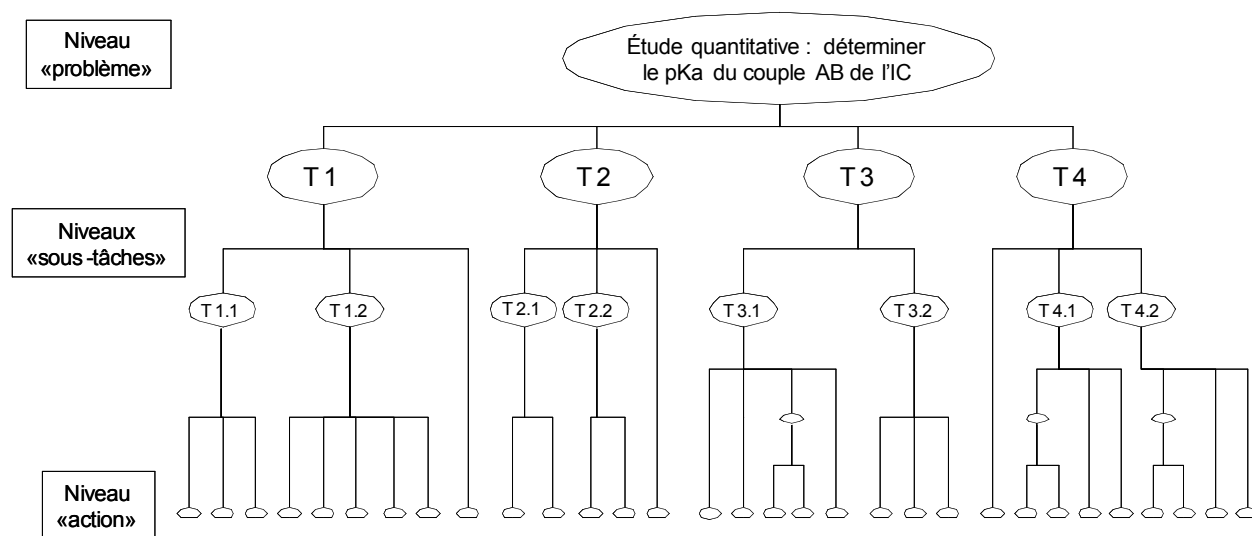 Niveau
«problème»
Étude quantitative : déterminer
le pKa du couple AB de l'IC
T 1
T 2
T 3
T 4
Niveaux
«sous -tâches»
T 1.1
T 1.2
T 2.1
T 2.2
T 3.1
T 3.2
T 4.1
T 4.2
Niveau
«action»